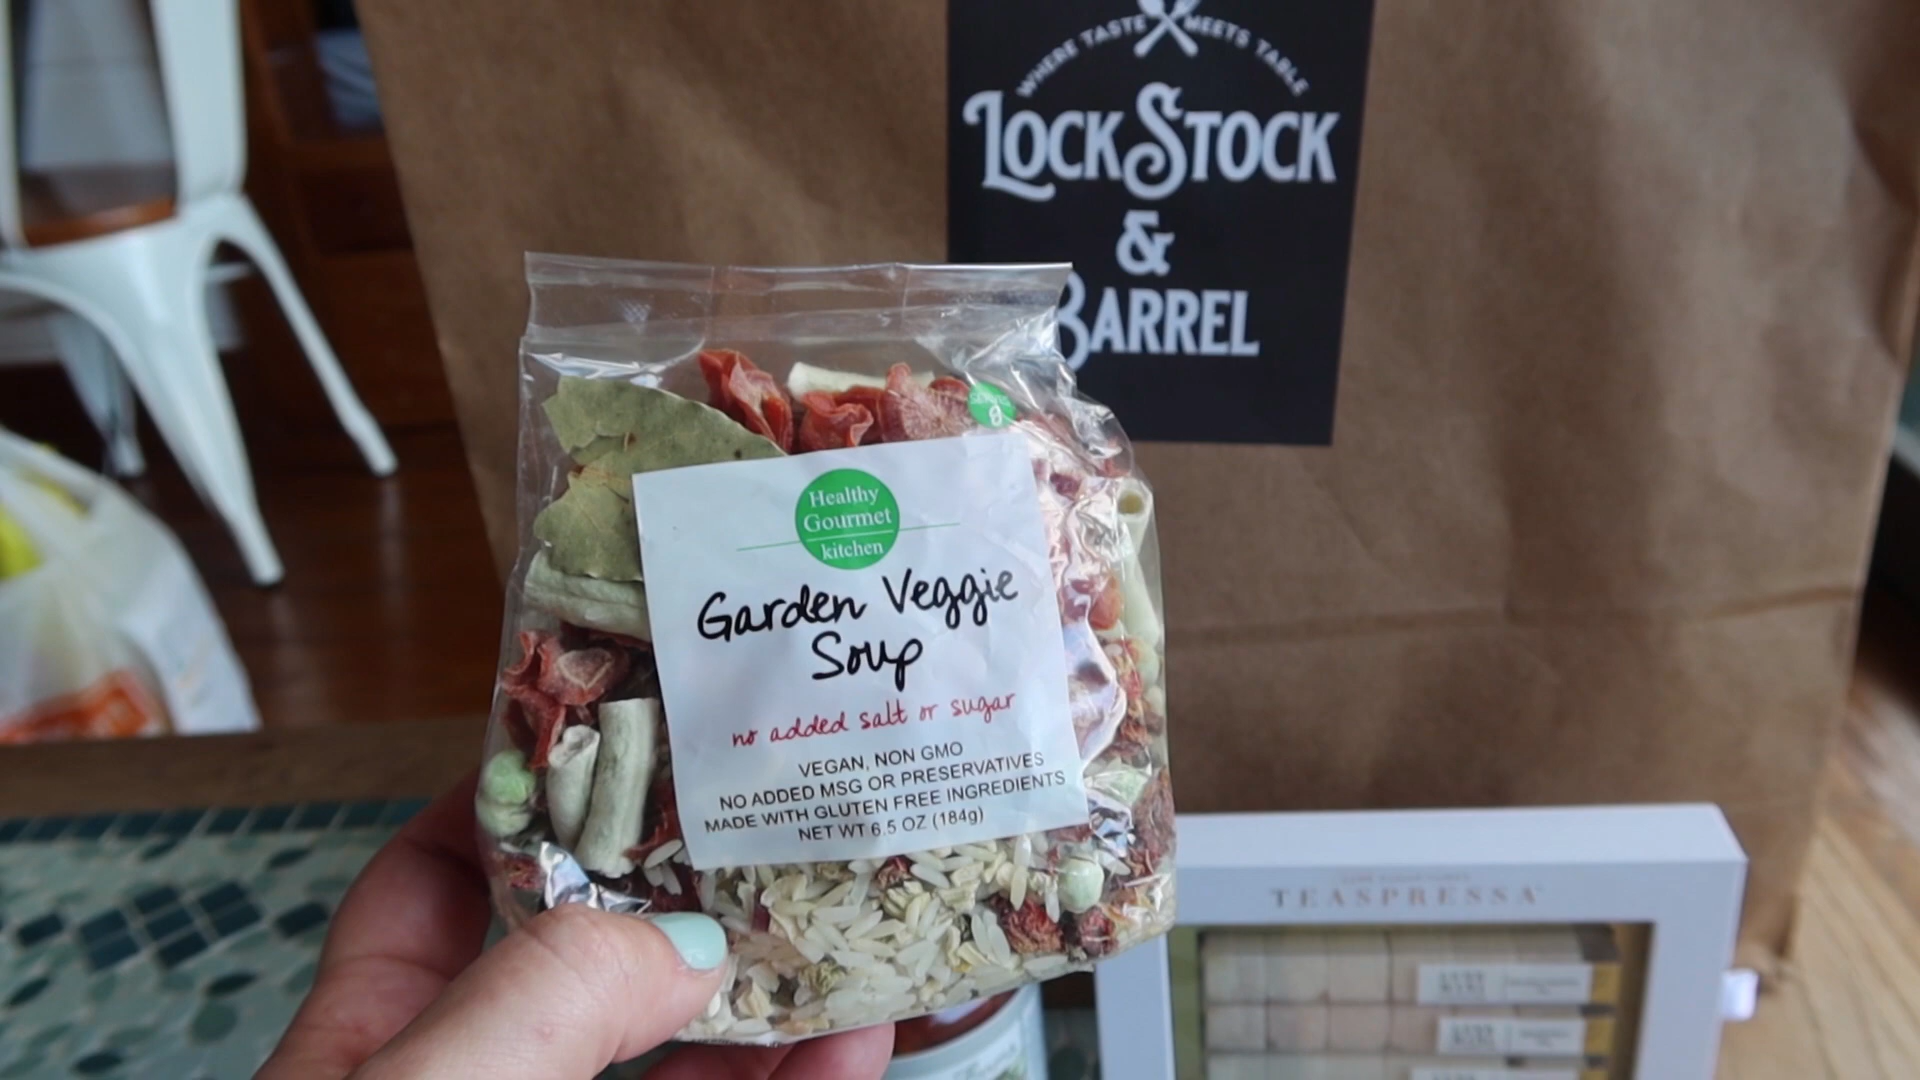 WHERE TASTE MEETS TABLE
LOCK STOCK
&
BARREL
SERVES
8
Healthy
Gourmet
kitchen
Garden Veggie
Soup
no added salt or sugar
VEGAN, NON GMO
NO ADDED MSG OR PRESERVATIVES
MADE WITH GLUTEN FREE INGREDIENTS
NET WT 6.5 OZ (184g)
TEASPRESSA